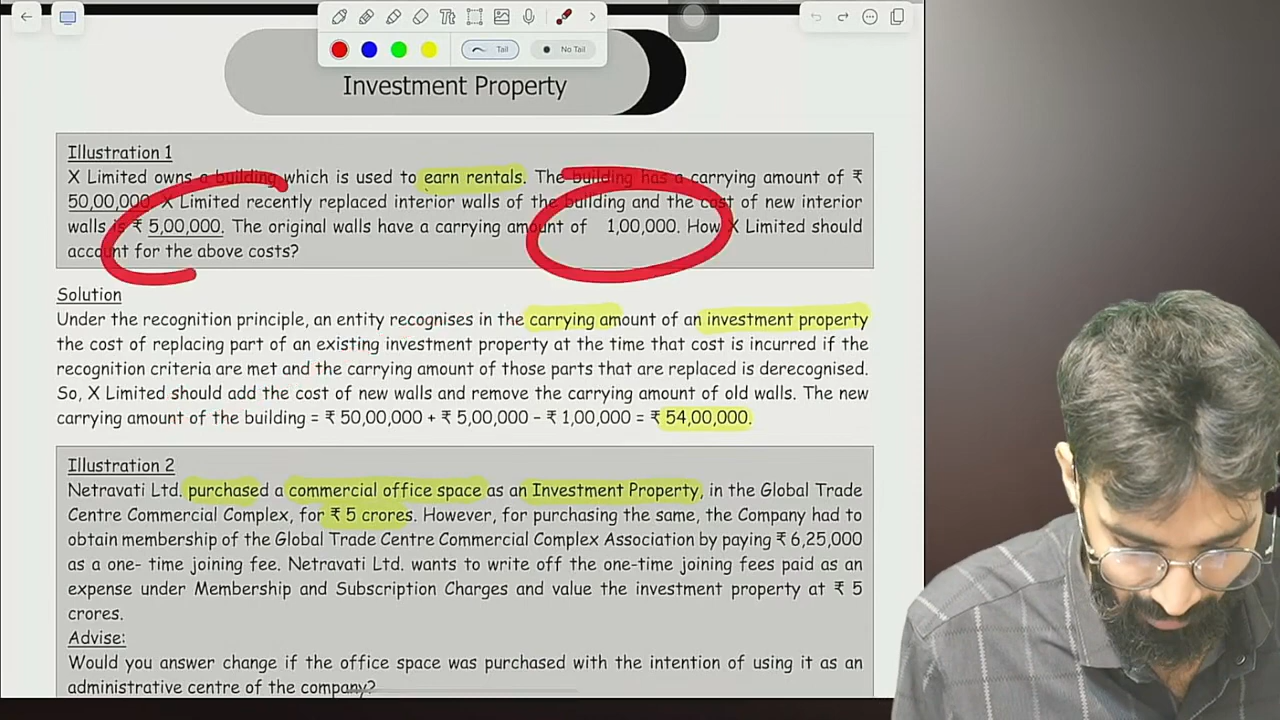 Tail
No Tail
Investment Property
Illustration 1
X Limited owns a building which is used to earn rentals. The building has a carrying amount of ₹
50,00,000. X Limited recently replaced interior walls of the building and the cost of new interior
walls is ₹ 5,00,000. The original walls have a carrying amount of 1,00,000. How X Limited should
account for the above costs?
Solution
Under the recognition principle, an entity recognises in the carrying amount of an investment property
the cost of replacing part of an existing investment property at the time that cost is incurred if the
recognition criteria are met and the carrying amount of those parts that are replaced is derecognised.
So, X Limited should add the cost of new walls and remove the carrying amount of old walls. The new
carrying amount of the building = ₹ 50,00,000 + ₹ 5,00,000 – ₹ 1,00,000 = ₹ 54,00,000.
Illustration 2
Netravati Ltd. purchased a commercial office space as an Investment Property, in the Global Trade
Centre Commercial Complex, for ₹ 5 crores. However, for purchasing the same, the Company had to
obtain membership of the Global Trade Centre Commercial Complex Association by paying ₹ 6,25,000
as a one- time joining fee. Netravati Ltd. wants to write off the one-time joining fees paid as an
expense under Membership and Subscription Charges and value the investment property at ₹ 5
crores.
Advise:
Would you answer change if the office space was purchased with the intention of using it as an
administrative centre of the company?